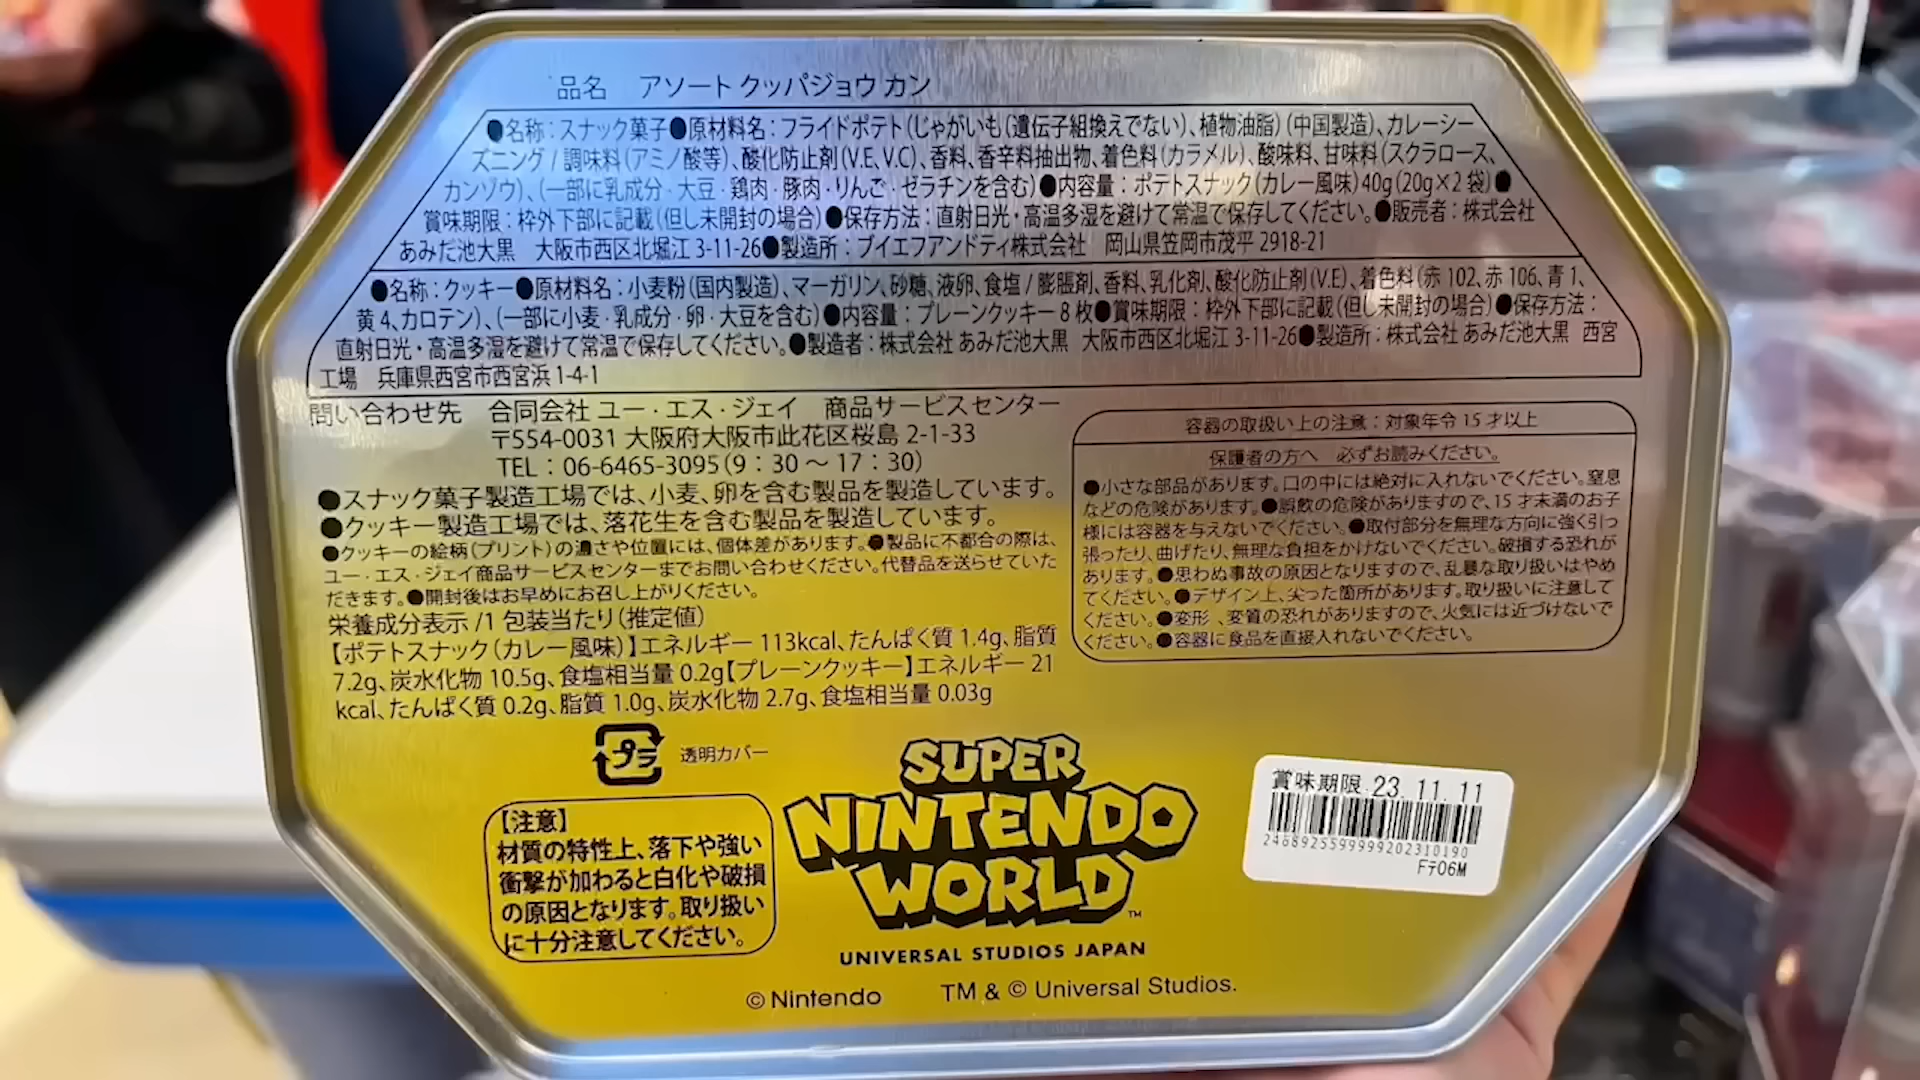 品名　アソート クッパジョウ カン
●名称：スナック菓子●原材料名：フライドポテト(じゃがいも(遺伝子組換えでない)、植物油脂)(中国製造)、カレーシー
ズニング / 調味料(アミノ酸等)、酸化防止剤(V.E、V.C)、香料、香辛料抽出物、着色料(カラメル)、酸味料、甘味料(スクラロース、
カンゾウ)、(一部に乳成分・大豆・鶏肉・豚肉・りんご・ゼラチンを含む)●内容量：ポテトスナック(カレー風味)40g(20g×2 袋)●
賞味期限：枠外下部に記載(但し未開封の場合)●保存方法：直射日光・高温多湿を避けて常温で保存してください。●販売者：株式会社
あみだ池大黒　大阪市西区北堀江 3-11-26●製造所：ブイエフアンドティ株式会社　岡山県笠岡市茂平 2918-21
●名称：クッキー●原材料名：小麦粉(国内製造)、マーガリン、砂糖、液卵、食塩 / 膨脹剤、香料、乳化剤、酸化防止剤(V.E)、着色料(赤 102、赤 106、青 1、
黄 4、カロテン)、(一部に小麦・乳成分・卵・大豆を含む)●内容量：プレーンクッキー 8 枚●賞味期限：枠外下部に記載(但し未開封の場合)●保存方法：
直射日光・高温多湿を避けて常温で保存してください。●製造者：株式会社 あみだ池大黒　大阪市西区北堀江 3-11-26●製造所：株式会社 あみだ池大黒　西宮
工場　兵庫県西宮市西宮浜 1-4-1
問い合わせ先　合同会社 ユー・エス・ジェイ　商品サービスセンター
〒554-0031 大阪府大阪市此花区桜島 2-1-33
TEL：06-6465-3095(9：30 ～ 17：30)
●スナック菓子製造工場では、小麦、卵を含む製品を製造しています。
●クッキー製造工場では、落花生を含む製品を製造しています。
●クッキーの絵柄(プリント)の濃さや位置には、個体差があります。●製品に不都合の際は、
ユー・エス・ジェイ商品サービスセンターまでお問い合わせください。代替品を送らせていた
だきます。●開封後はお早めにお召し上がりください。
栄養成分表示 /1 包装当たり(推定値)
【ポテトスナック(カレー風味)】エネルギー 113kcal、たんぱく質 1.4g、脂質
7.2g、炭水化物 10.5g、食塩相当量 0.2g【プレーンクッキー】エネルギー 21
kcal、たんぱく質 0.2g、脂質 1.0g、炭水化物 2.7g、食塩相当量 0.03g
容器の取扱い上の注意：対象年令 15 才以上
保護者の方へ　必ずお読みください。
●小さな部品があります。口の中には絶対に入れないでください。窒息
などの危険があります。●誤飲の危険がありますので、15 才未満のお子
様には容器を与えないでください。●取付部分を無理な方向に強く引っ
張ったり、曲げたり、無理な負担をかけないでください。破損する恐れが
あります。●思わぬ事故の原因となりますので、乱暴な取り扱いはやめ
てください。●デザイン上、尖った箇所があります。取り扱いに注意して
ください。●変形、変質の恐れがありますので、火気には近づけないで
ください。●容器に食品を直接入れないでください。
プラ 透明カバー
【注意】
材質の特性上、落下や強い
衝撃が加わると白化や破損
の原因となります。取り扱い
に十分注意してください。
SUPER
NINTENDO
WORLD™
UNIVERSAL STUDIOS JAPAN
© Nintendo　TM & © Universal Studios.
賞味期限 23.11.11
2468925599999202310190
Fテ06M